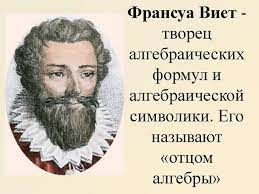 Франсуа Виет -
творец
алгебраических
формул и
алгебраической
символики. Его
называют
«отцом
алгебры»